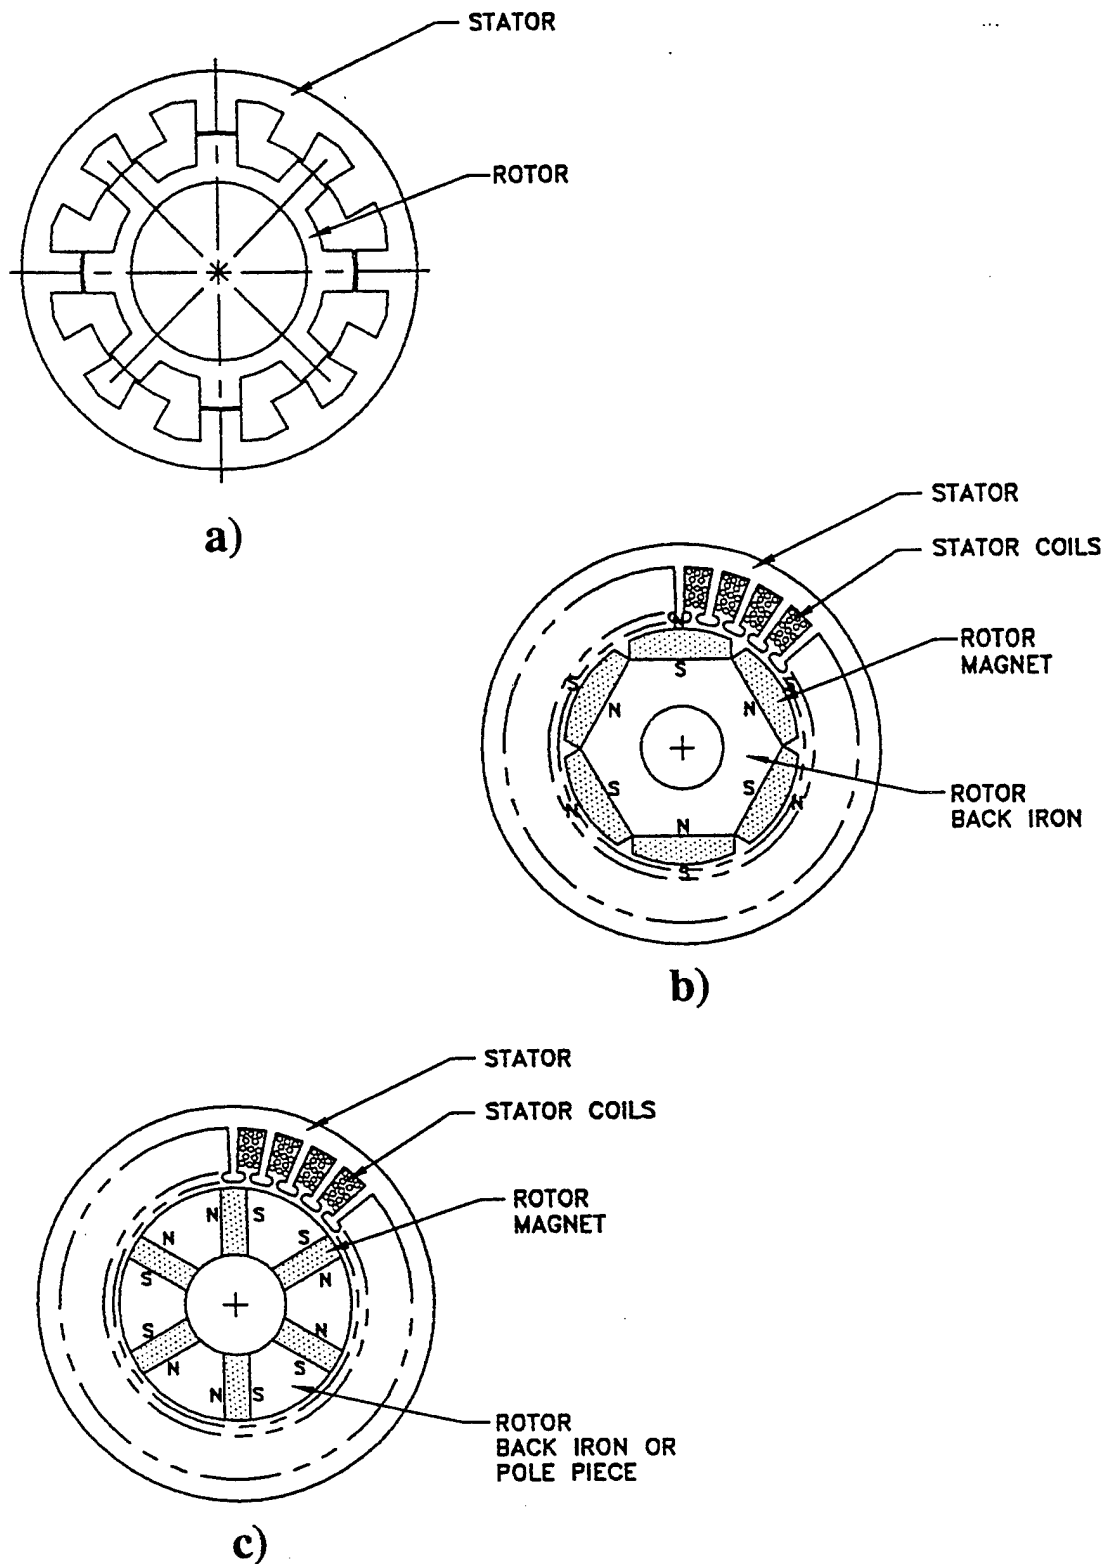 STATOR
ROTOR
a)
STATOR
STATOR COILS
ROTOR
MAGNET
N
S
S
S
N
N
S
S
N
N
N
S
ROTOR
BACK IRON
b)
STATOR
STATOR COILS
ROTOR
MAGNET
N
S
N
S
S
N
S
N
N
S
N
S
ROTOR
BACK IRON OR
POLE PIECE
c)